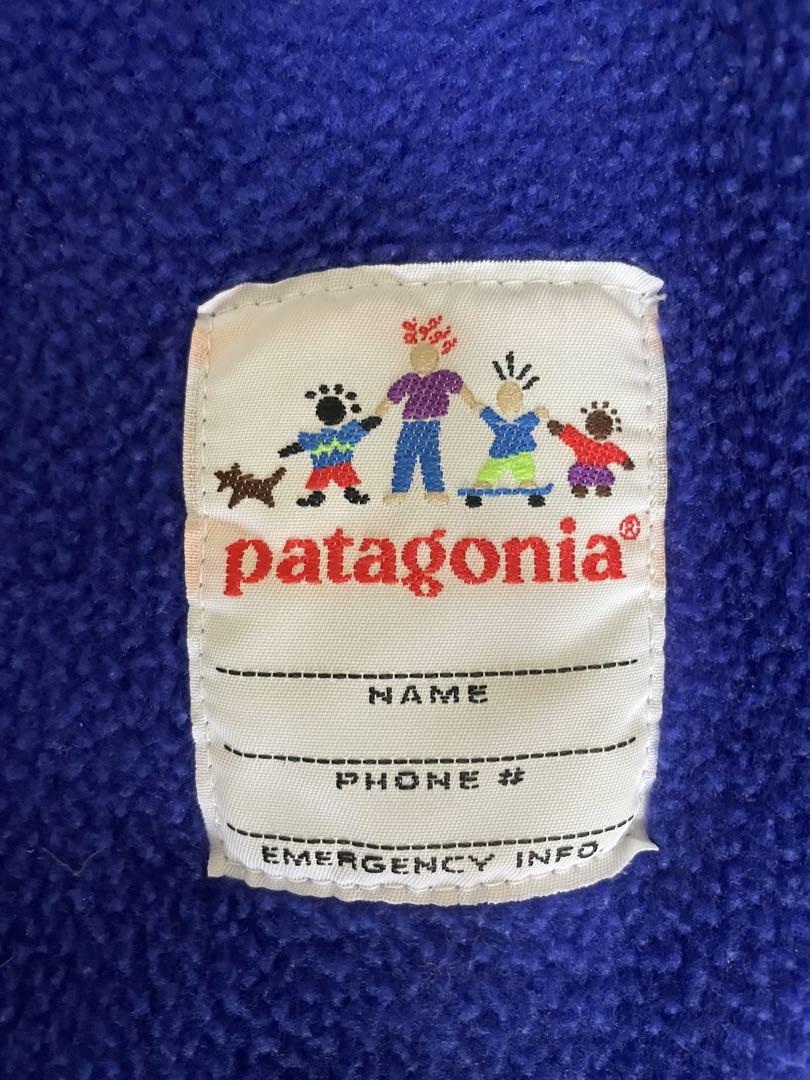 patagonia®
NAME
PHONE #
EMERGENCY INFO.